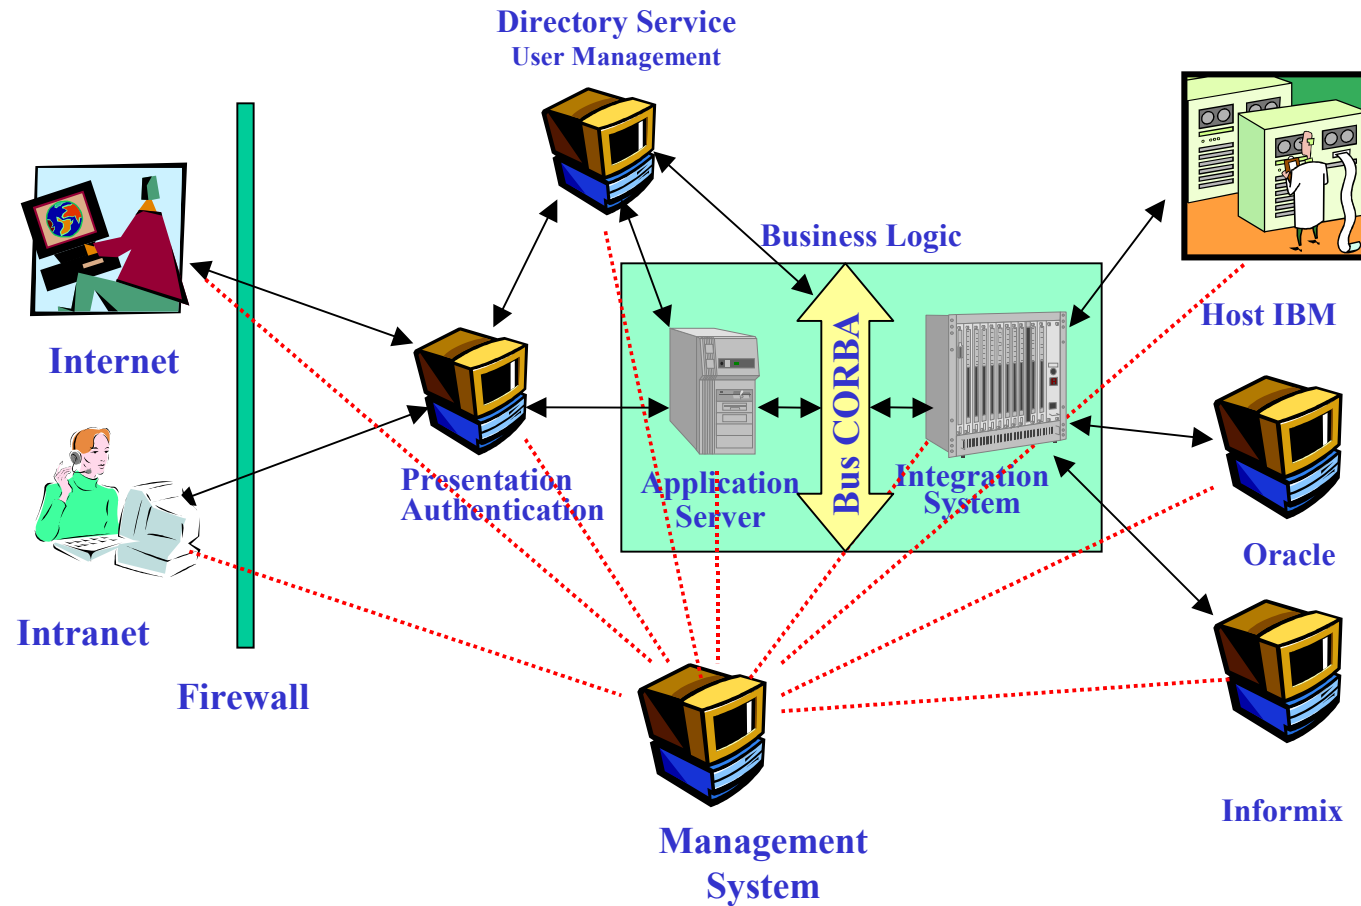 Directory Service
User Management
Business Logic
Internet
Host IBM
Bus CORBA
Presentation
Authentication
Application
Server
Integration
System
Oracle
Intranet
Firewall
Informix
Management
System